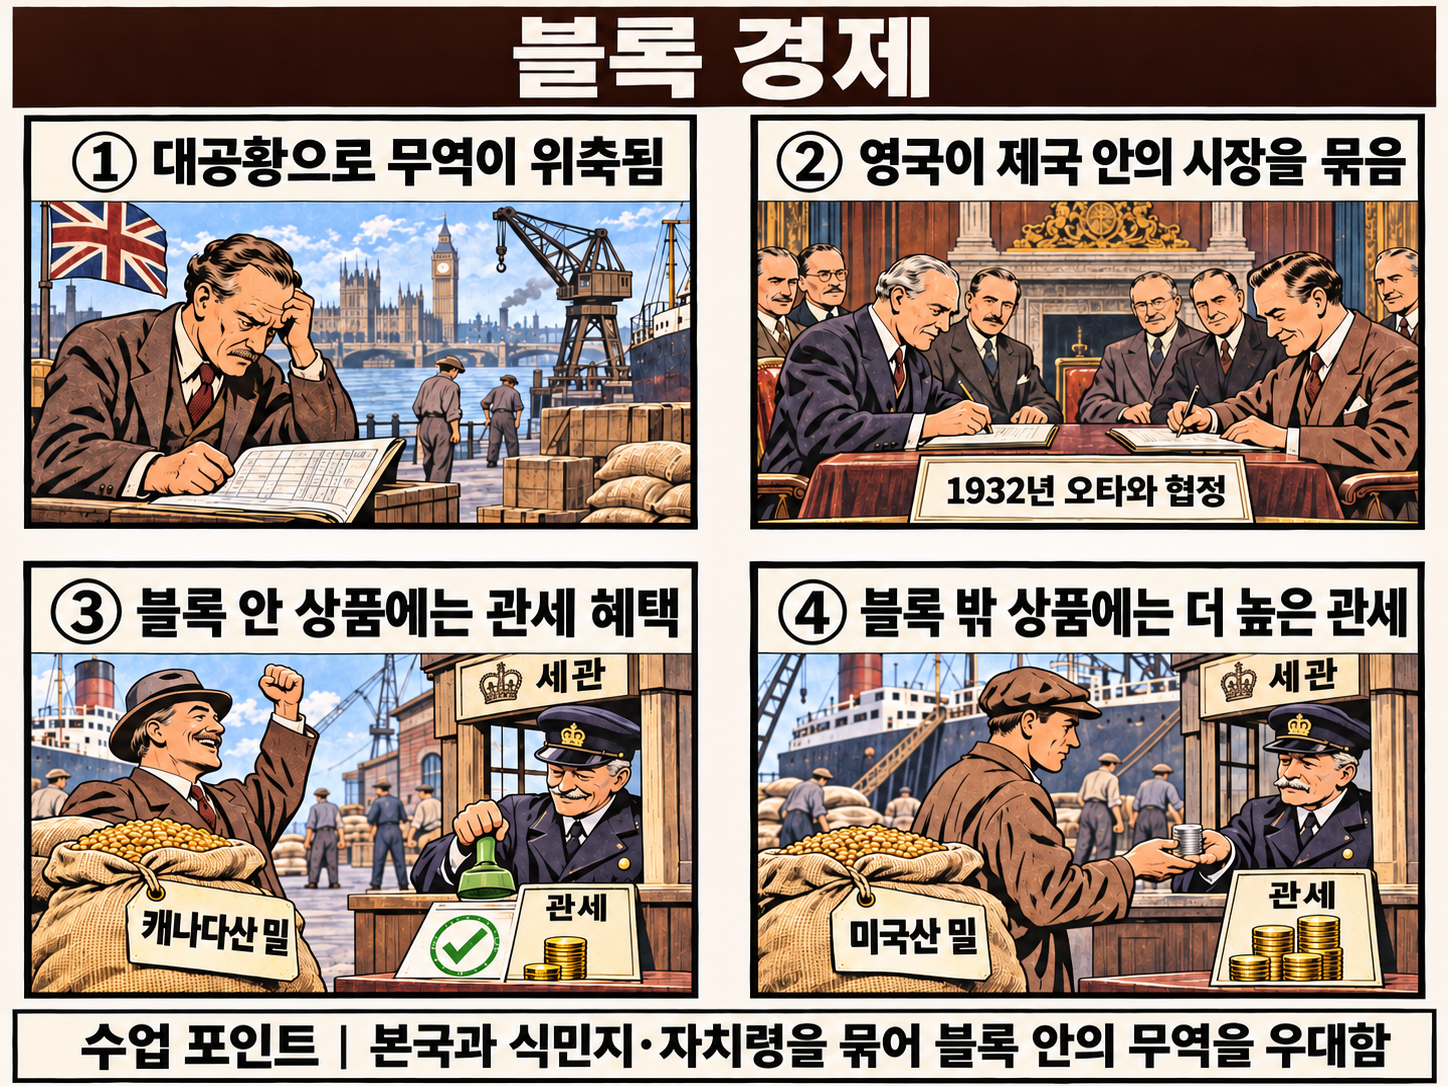 블록 경제
① 대공황으로 무역이 위축됨
② 영국이 제국 안의 시장을 묶음
1932년 오타와 협정
③ 블록 안 상품에는 관세 혜택
세관
캐나다산 밀
관세
④ 블록 밖 상품에는 더 높은 관세
세관
미국산 밀
관세
수업 포인트 | 본국과 식민지·자치령을 묶어 블록 안의 무역을 우대함